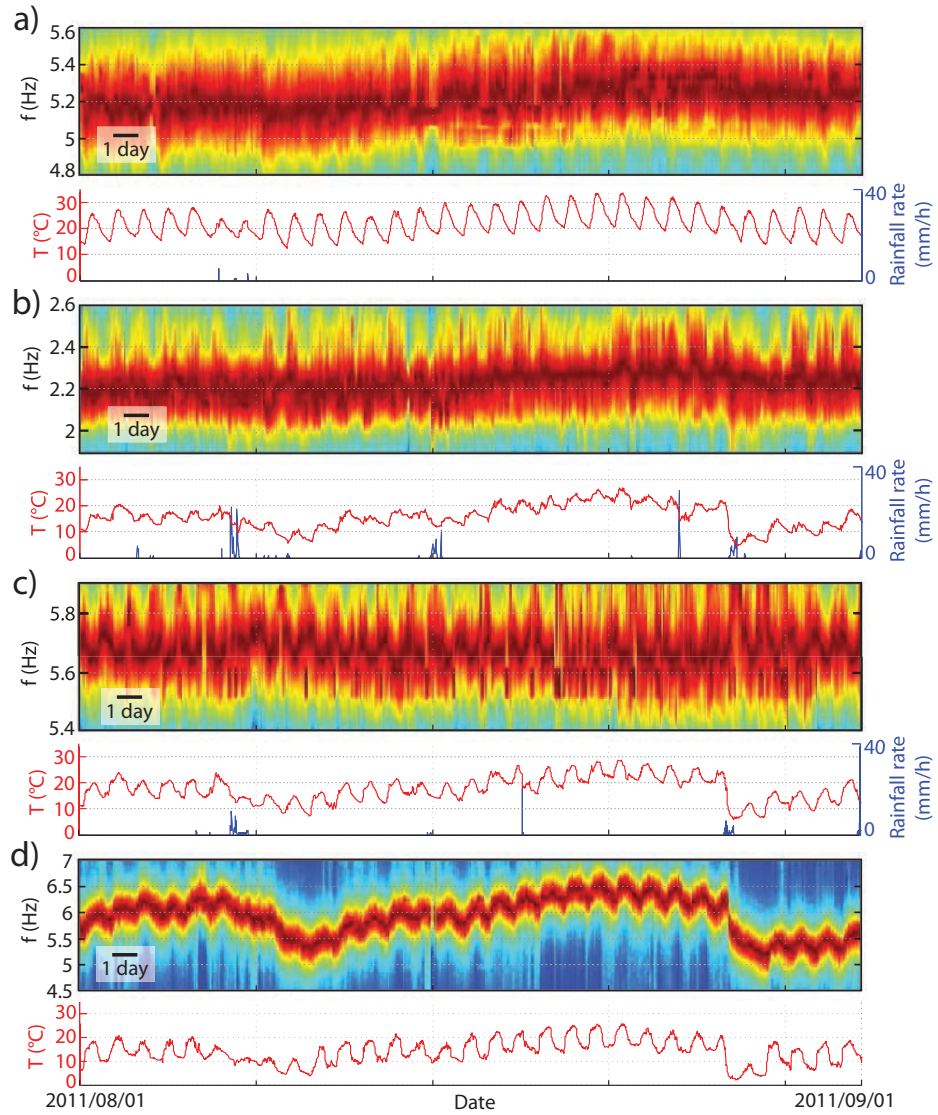 a)
5.6
5.4
5.2
5
4.8
f (Hz)
1 day
30
20
10
0
T (°C)
40
0
Rainfall rate
(mm/h)
b)
2.6
2.4
2.2
2
f (Hz)
1 day
30
20
10
0
T (°C)
40
0
Rainfall rate
(mm/h)
c)
5.8
5.6
5.4
f (Hz)
1 day
30
20
10
0
T (°C)
40
0
Rainfall rate
(mm/h)
d)
7
6.5
6
5.5
5
4.5
f (Hz)
1 day
30
20
10
0
T (°C)
2011/08/01
Date
2011/09/01